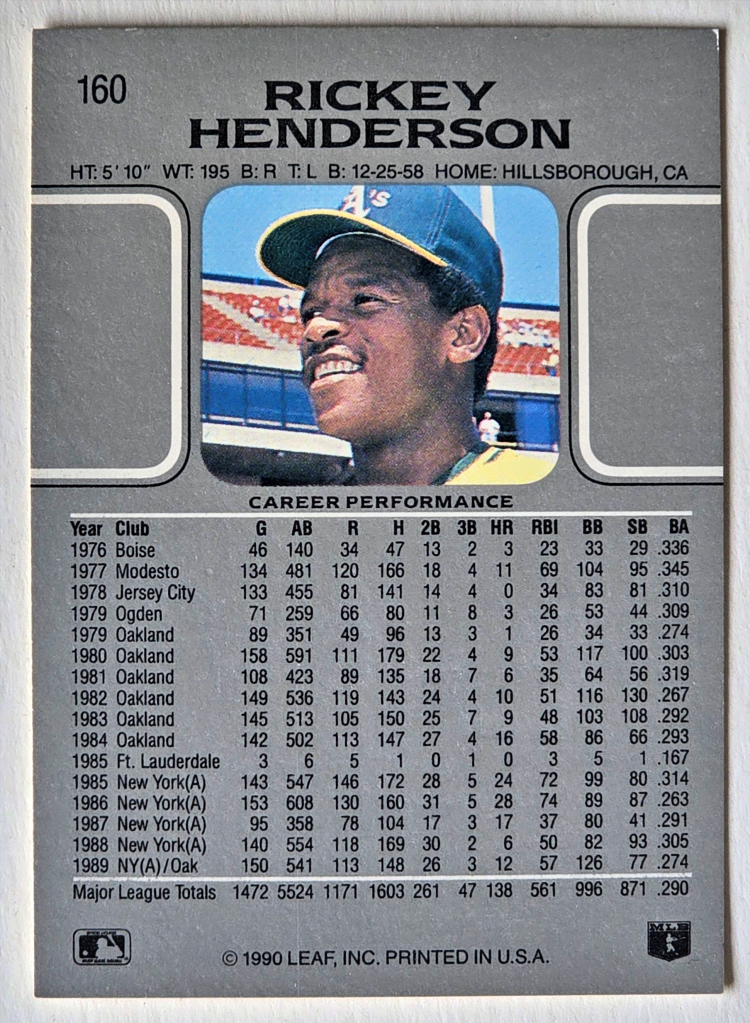 160
RICKEY
HENDERSON
HT: 5' 10" WT: 195 B: R T: L B: 12-25-58 HOME: HILLSBOROUGH, CA
A's
CAREER PERFORMANCE
Year Club G AB R H 2B 3B HR RBI BB SB BA
1976 Boise 46 140 34 47 13 2 3 23 33 29 .336
1977 Modesto 134 481 120 166 18 4 11 69 104 95 .345
1978 Jersey City 133 455 81 141 14 4 0 34 83 81 .310
1979 Ogden 71 259 66 80 11 8 3 26 53 44 .309
1979 Oakland 89 351 49 96 13 3 1 26 34 33 .274
1980 Oakland 158 591 111 179 22 4 9 53 117 100 .303
1981 Oakland 108 423 89 135 18 7 6 35 64 56 .319
1982 Oakland 149 536 119 143 24 4 10 51 116 130 .267
1983 Oakland 145 513 105 150 25 7 9 48 103 108 .292
1984 Oakland 142 502 113 147 27 4 16 58 86 66 .293
1985 Ft. Lauderdale 3 6 5 1 0 1 0 3 5 1 .167
1985 New York(A) 143 547 146 172 28 5 24 72 99 80 .314
1986 New York(A) 153 608 130 160 31 5 28 74 89 87 .263
1987 New York(A) 95 358 78 104 17 3 17 37 80 41 .291
1988 New York(A) 140 554 118 169 30 2 6 50 82 93 .305
1989 NY(A)/Oak 150 541 113 148 26 3 12 57 126 77 .274
Major League Totals 1472 5524 1171 1603 261 47 138 561 996 871 .290
MLB
© 1990 LEAF, INC. PRINTED IN U.S.A.